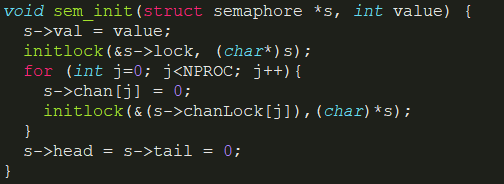 void sem_init(struct semaphore *s, int value) {
  s->val = value;
  initlock(&s->lock, (char*)s);
  for (int j=0; j<NPROC; j++){
    s->chan[j] = 0;
    initlock(&(s->chanLock[j]),(char)*s);
  }
  s->head = s->tail = 0;
}